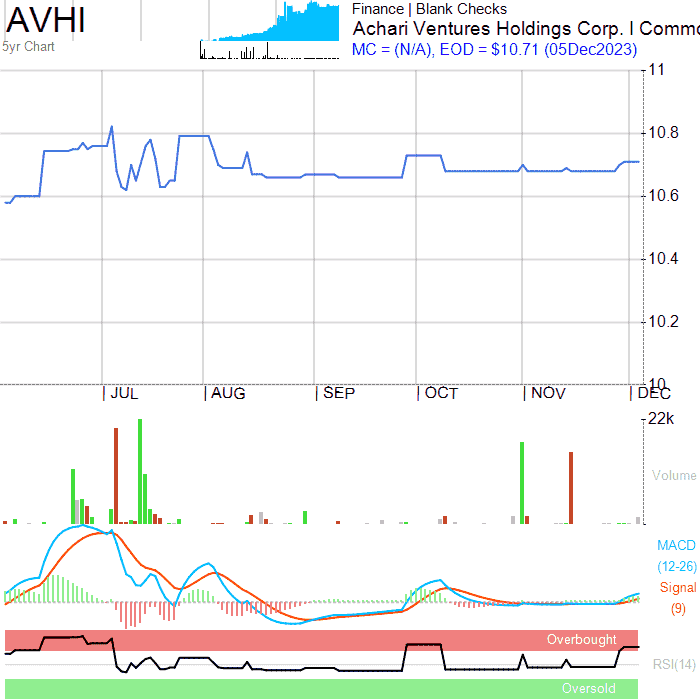 AVHI
5yr Chart
Finance | Blank Checks
Achari Ventures Holdings Corp. I Commo
MC = (N/A), EOD = $10.71 (05Dec2023)
11
10.8
10.6
10.4
10.2
10
JUL AUG SEP OCT NOV DEC
22k
Volume
MACD
(12-26)
Signal
(9)
Overbought
RSI(14)
Oversold